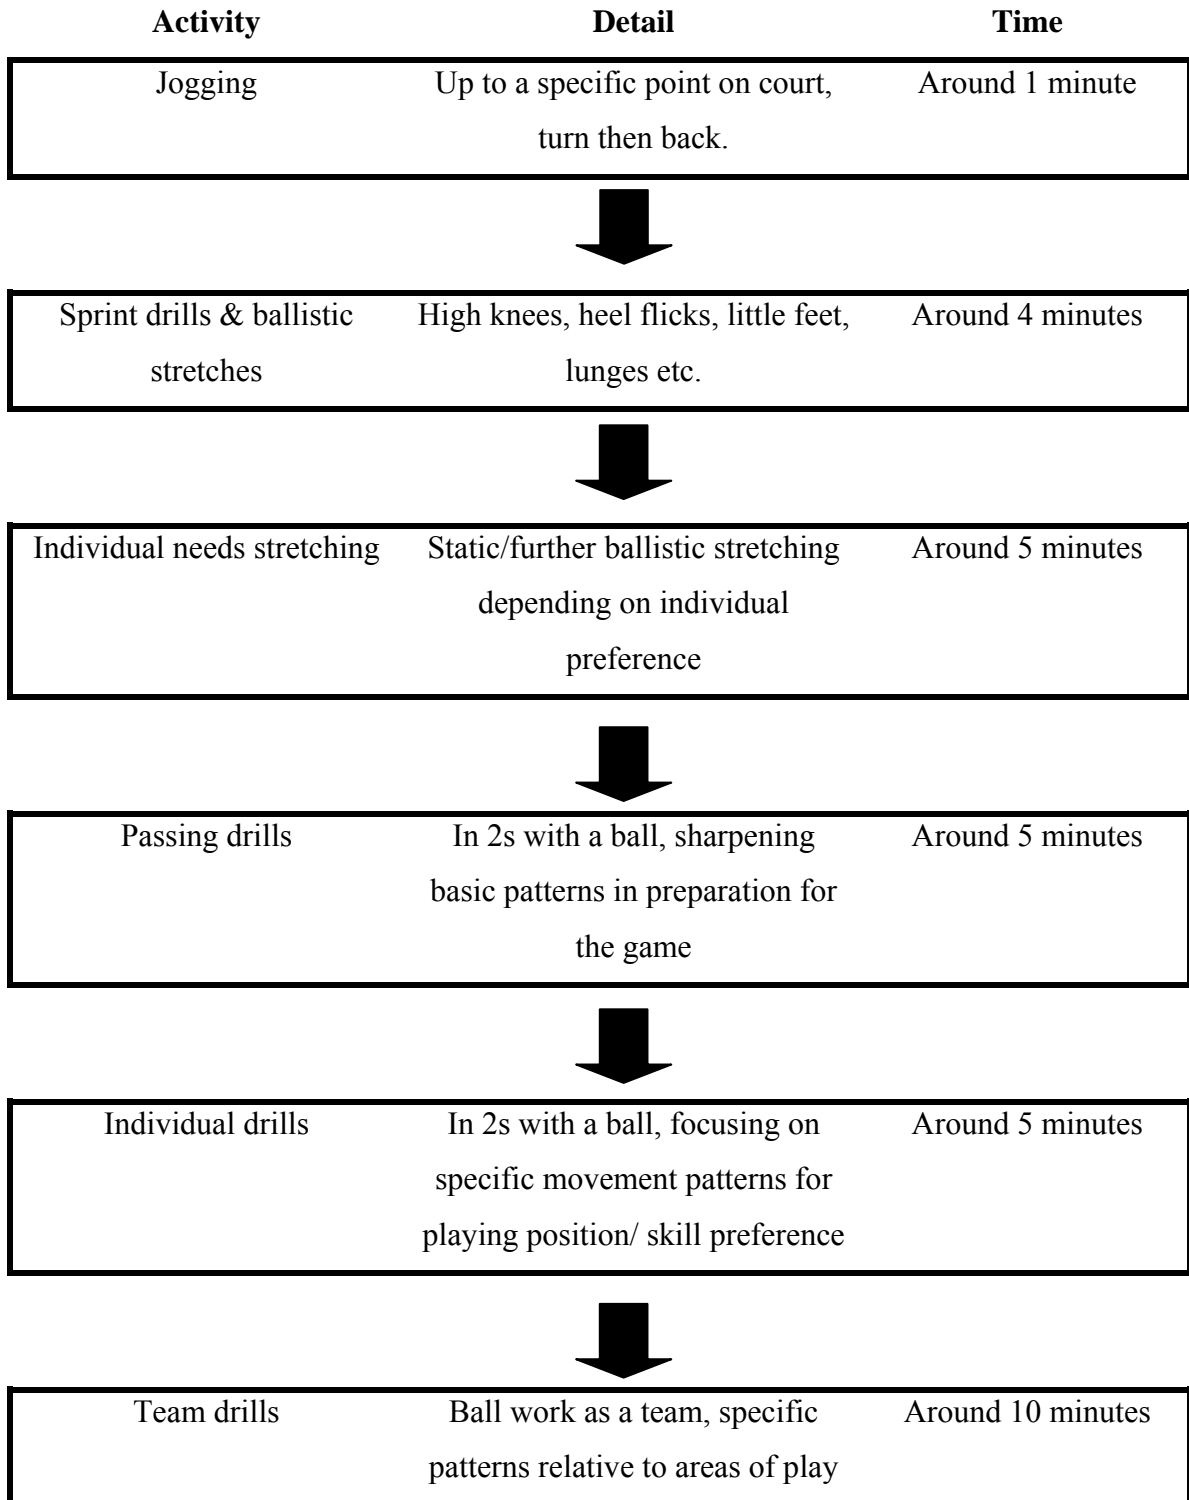 Activity Detail Time
Jogging Up to a specific point on court, Around 1 minute
turn then back.
Sprint drills & ballistic High knees, heel flicks, little feet, Around 4 minutes
stretches lunges etc.
Individual needs stretching Static/further ballistic stretching Around 5 minutes
depending on individual
preference
Passing drills In 2s with a ball, sharpening Around 5 minutes
basic patterns in preparation for
the game
Individual drills In 2s with a ball, focusing on Around 5 minutes
specific movement patterns for
playing position/ skill preference
Team drills Ball work as a team, specific Around 10 minutes
patterns relative to areas of play